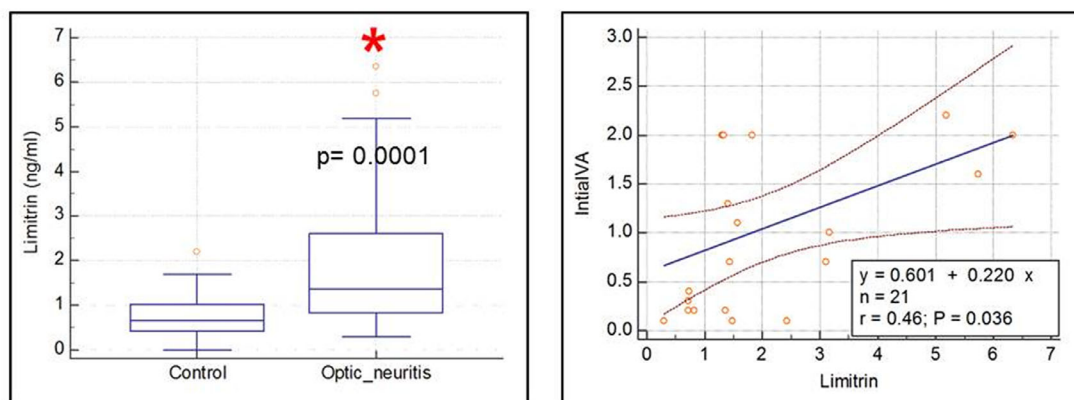 7
6
5
4
3
2
1
0
Limitrin (ng/ml)
*
p= 0.0001
Control
Optic_neuritis
3.0
2.5
2.0
1.5
1.0
0.5
0.0
IntialVA
y = 0.601 + 0.220 x
n = 21
r = 0.46; P = 0.036
0 1 2 3 4 5 6 7
Limitrin